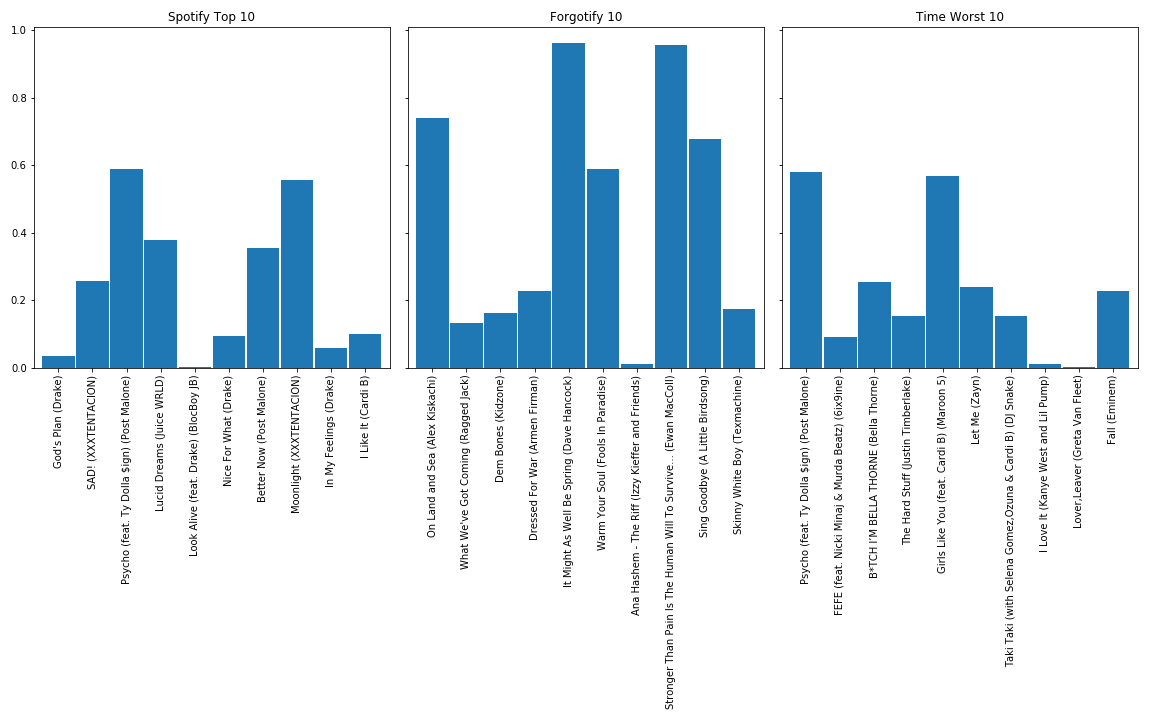 Spotify Top 10
Forgotify 10
Time Worst 10
1.0
0.8
0.6
0.4
0.2
0.0
God's Plan (Drake)
SAD! (XXXTENTACION)
Psycho (feat. Ty Dolla $ign) (Post Malone)
Lucid Dreams (Juice WRLD)
Look Alive (feat. Drake) (BlocBoy JB)
Nice For What (Drake)
Better Now (Post Malone)
Moonlight (XXXTENTACION)
In My Feelings (Drake)
I Like It (Cardi B)
On Land and Sea (Alex Kiskachi)
What We've Got Coming (Ragged Jack)
Dem Bones (Kidzone)
Dressed For War (Armen Firman)
It Might As Well Be Spring (Dave Hancock)
Warm Your Soul (Fools In Paradise)
Ana Hashem - The Riff (Izzy Kieffer and Friends)
Stronger Than Pain Is The Human Will To Survive... (Ewan MacColl)
Sing Goodbye (A Little Birdsong)
Skinny White Boy (Texmachine)
Psycho (feat. Ty Dolla $ign) (Post Malone)
FEFE (feat. Nicki Minaj & Murda Beatz) (6ix9ine)
B*TCH I'M BELLA THORNE (Bella Thorne)
The Hard Stuff (Justin Timberlake)
Girls Like You (feat. Cardi B) (Maroon 5)
Let Me (Zayn)
Taki Taki (with Selena Gomez,Ozuna & Cardi B) (DJ Snake)
I Love It (Kanye West and Lil Pump)
Lover,Leaver (Greta Van Fleet)
Fall (Eminem)